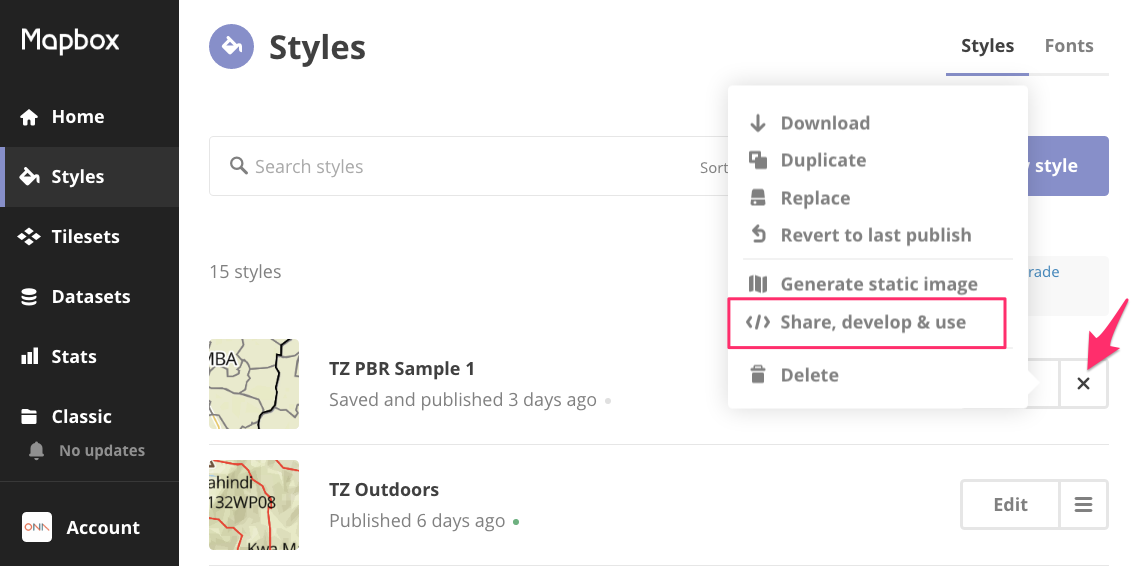 Mapbox
Home
Styles
Tilesets
Datasets
Stats
Classic
No updates
ONA
Account
Styles
Styles
Fonts
Search styles
Sort
style
15 styles
rade
Download
Duplicate
Replace
Revert to last publish
Generate static image
Share, develop & use
Delete
MBA
TZ PBR Sample 1
Saved and published 3 days ago
ahindi
132WP08
Kwa M
TZ Outdoors
Published 6 days ago
Edit